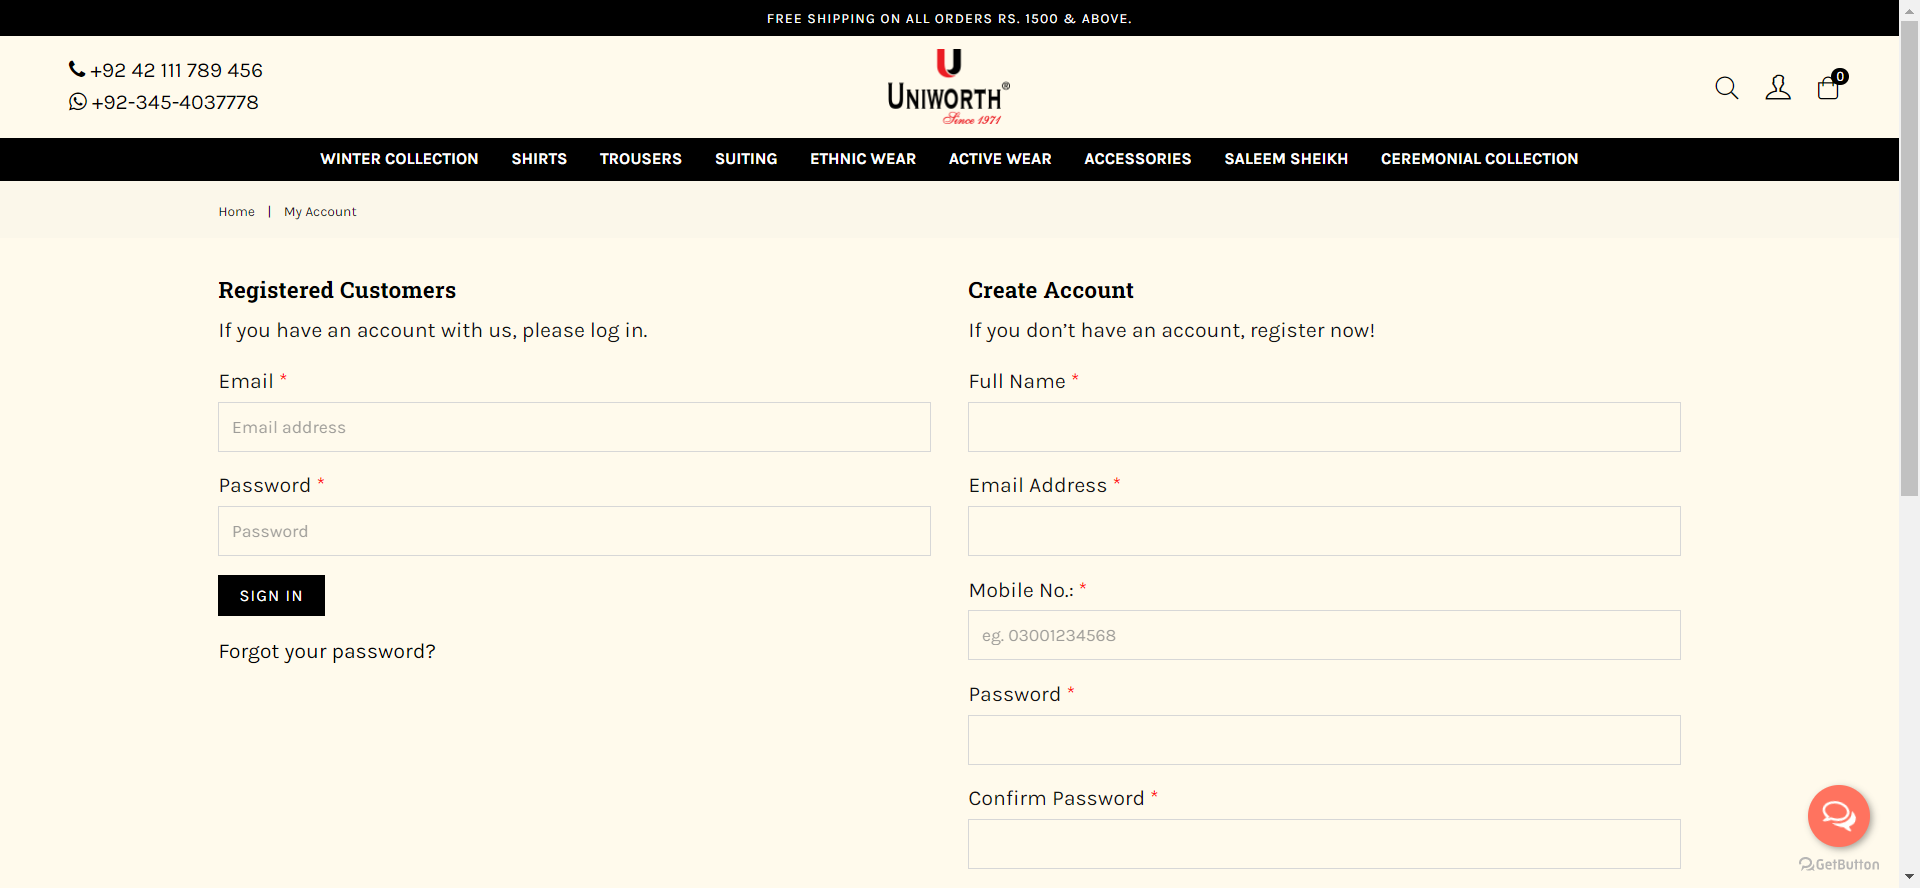 FREE SHIPPING ON ALL ORDERS RS. 1500 & ABOVE.
+92 42 111 789 456
+92-345-4037778
U
UNIWORTH®
Since 1971
0
WINTER COLLECTION SHIRTS TROUSERS SUITING ETHNIC WEAR ACTIVE WEAR ACCESSORIES SALEEM SHEIKH CEREMONIAL COLLECTION
Home | My Account
Registered Customers
If you have an account with us, please log in.
Email *
Email address
Password *
Password
SIGN IN
Forgot your password?
Create Account
If you don’t have an account, register now!
Full Name *
Email Address *
Mobile No.: *
eg. 03001234568
Password *
Confirm Password *
GetButton